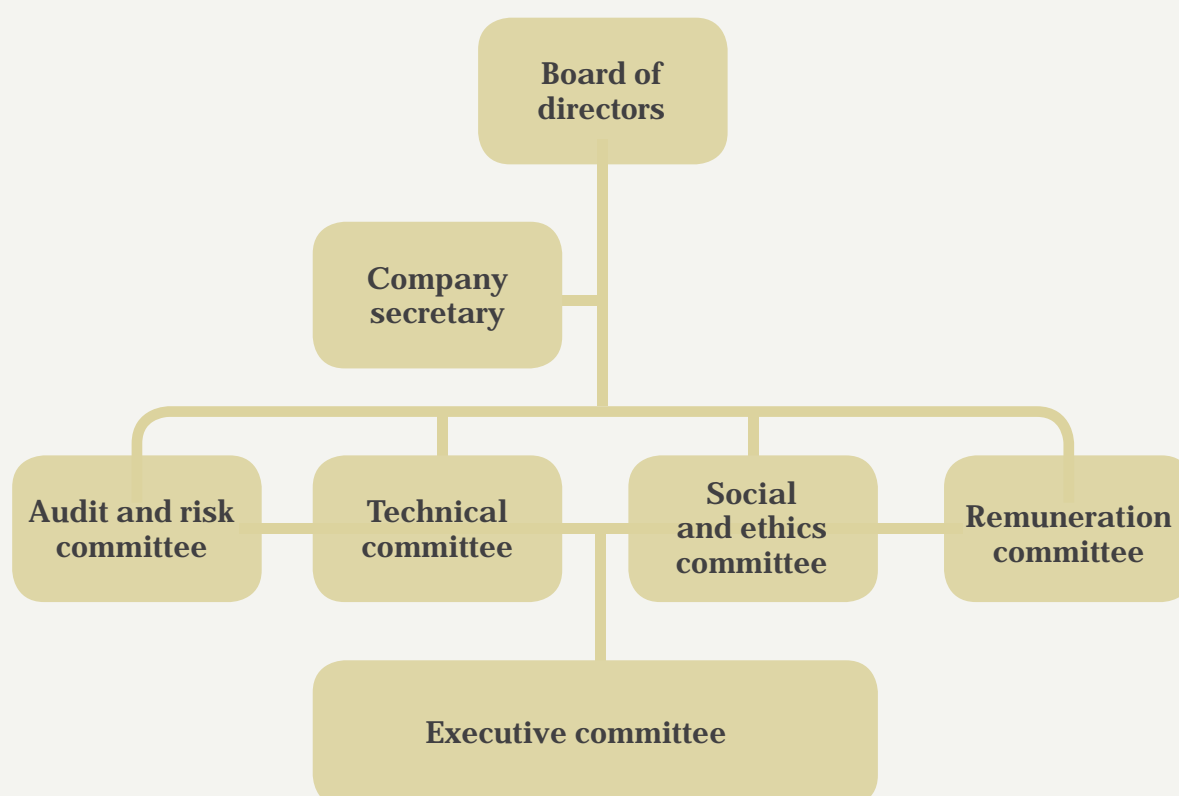 Board of
directors
Company
secretary
Audit and risk
committee
Technical
committee
Social
and ethics
committee
Remuneration
committee
Executive committee